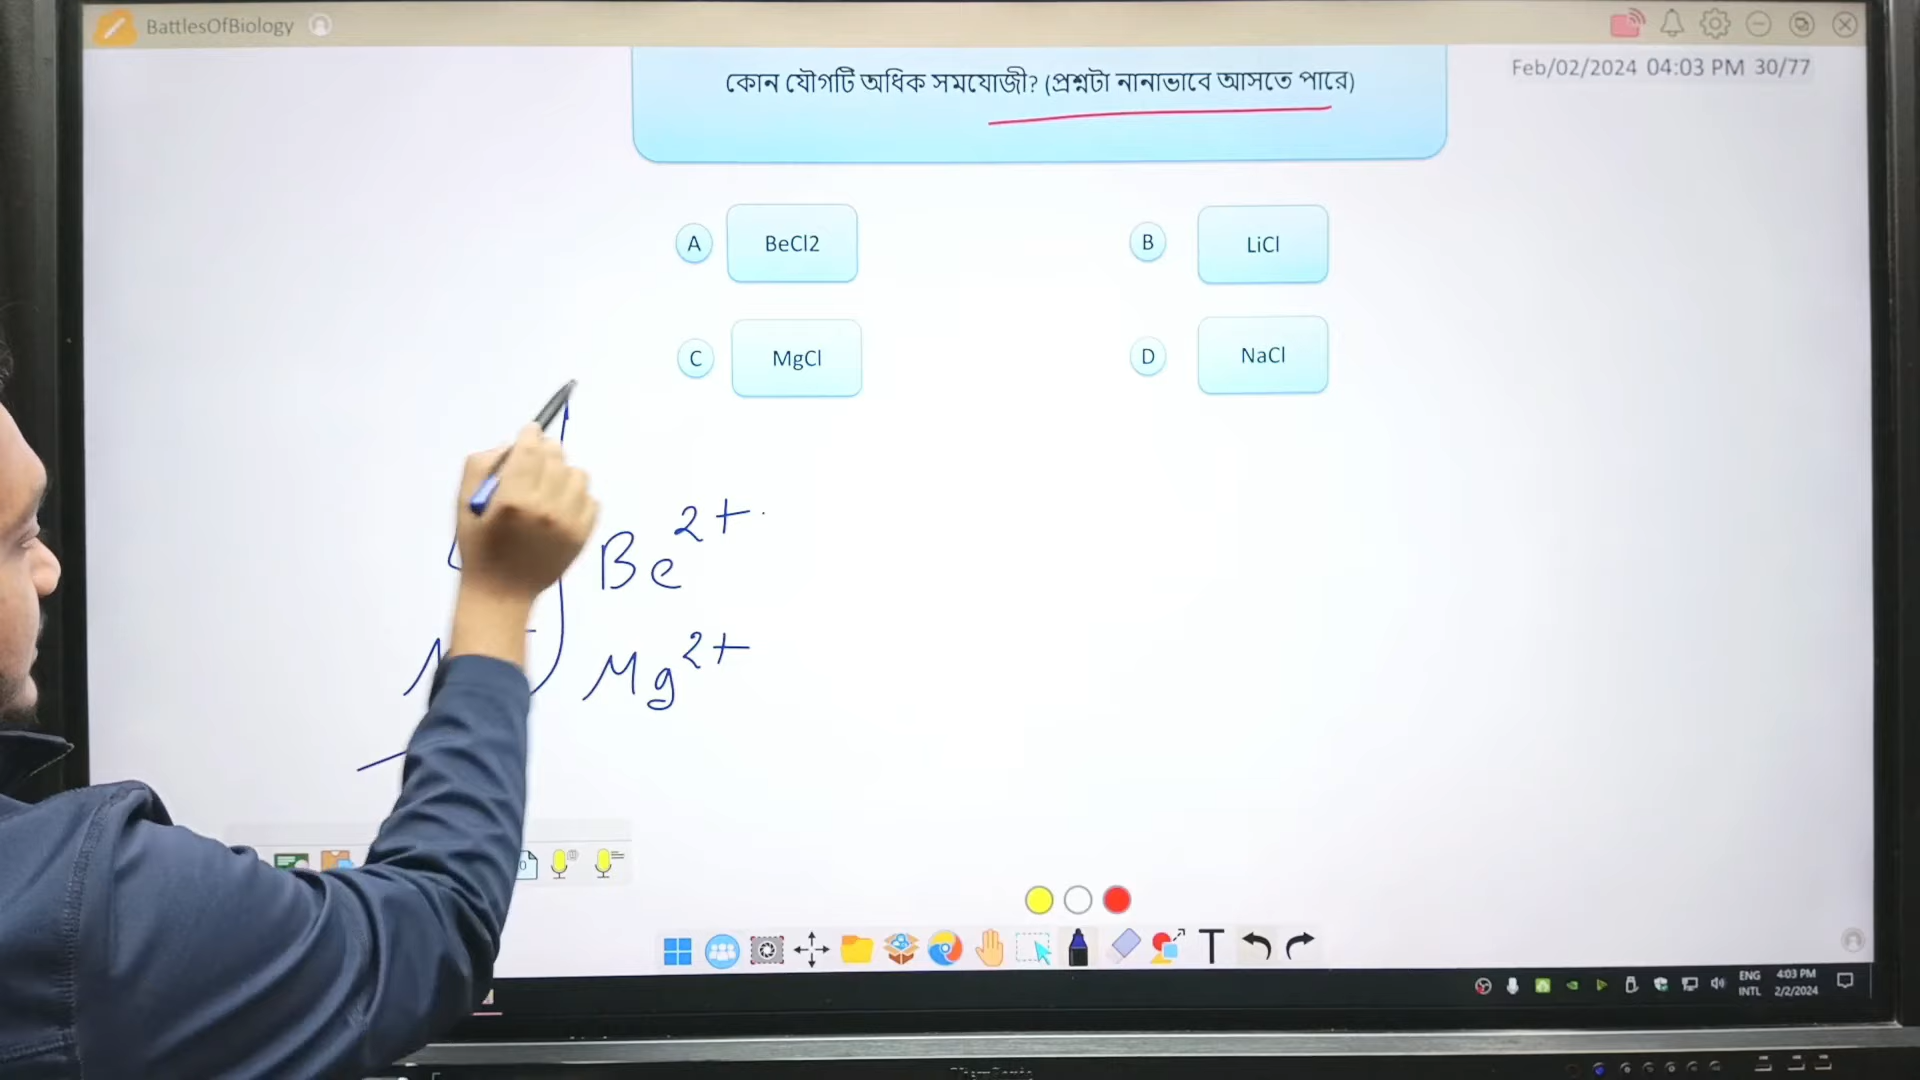 BattlesOfBiology
Feb/02/2024 04:03 PM 30/77
কোন যৌগটি অধিক সমযোজী? (প্রশ্নটা নানাভাবে আসতে পারে)
A BeCl2
B LiCl
C MgCl
D NaCl
Be2+
Mg2+
T
ENG
INTL
4:03 PM
2/2/2024